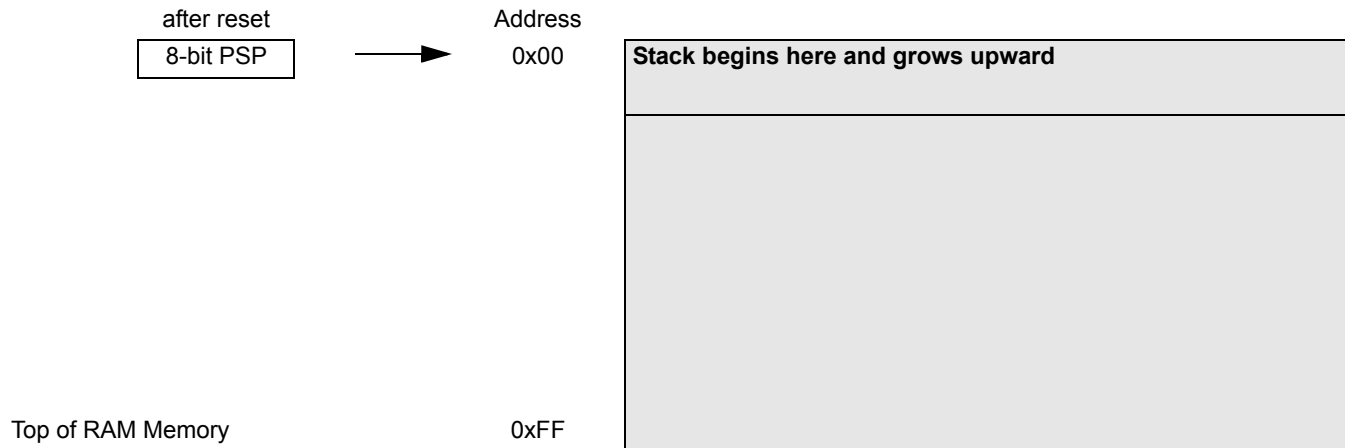 after reset
Address
8-bit PSP
0x00
Stack begins here and grows upward
Top of RAM Memory
0xFF